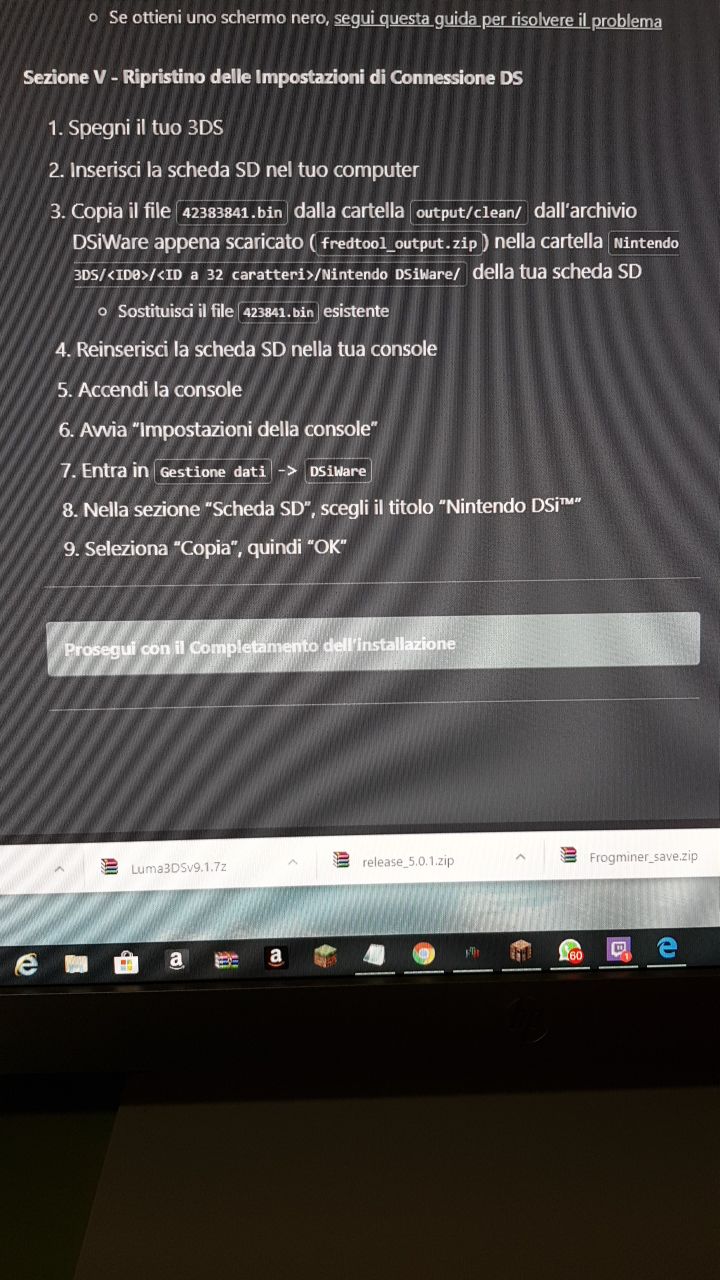 Se ottieni uno schermo nero, segui questa guida per risolvere il problema
Sezione V - Ripristino delle Impostazioni di Connessione DS
1. Spegni il tuo 3DS
2. Inserisci la scheda SD nel tuo computer
3. Copia il file 42383841.bin dalla cartella output/clean/ dall'archivio
DSiWare appena scaricato ( fredtool_output.zip ) nella cartella Nintendo
3DS/<ID0>/<ID a 32 caratteri>/Nintendo DSiWare/ della tua scheda SD
Sostituisci il file 423841.bin esistente
4. Reinserisci la scheda SD nella tua console
5. Accendi la console
6. Avvia "Impostazioni della console"
7. Entra in Gestione dati -> DSiWare
8. Nella sezione "Scheda SD", scegli il titolo "Nintendo DSi™"
9. Seleziona "Copia", quindi "OK"
Prosegui con il Completamento dell'installazione
Luma3DSv9.1.7z
release_5.0.1.zip
Frogminer_save.zip
60
1
hp